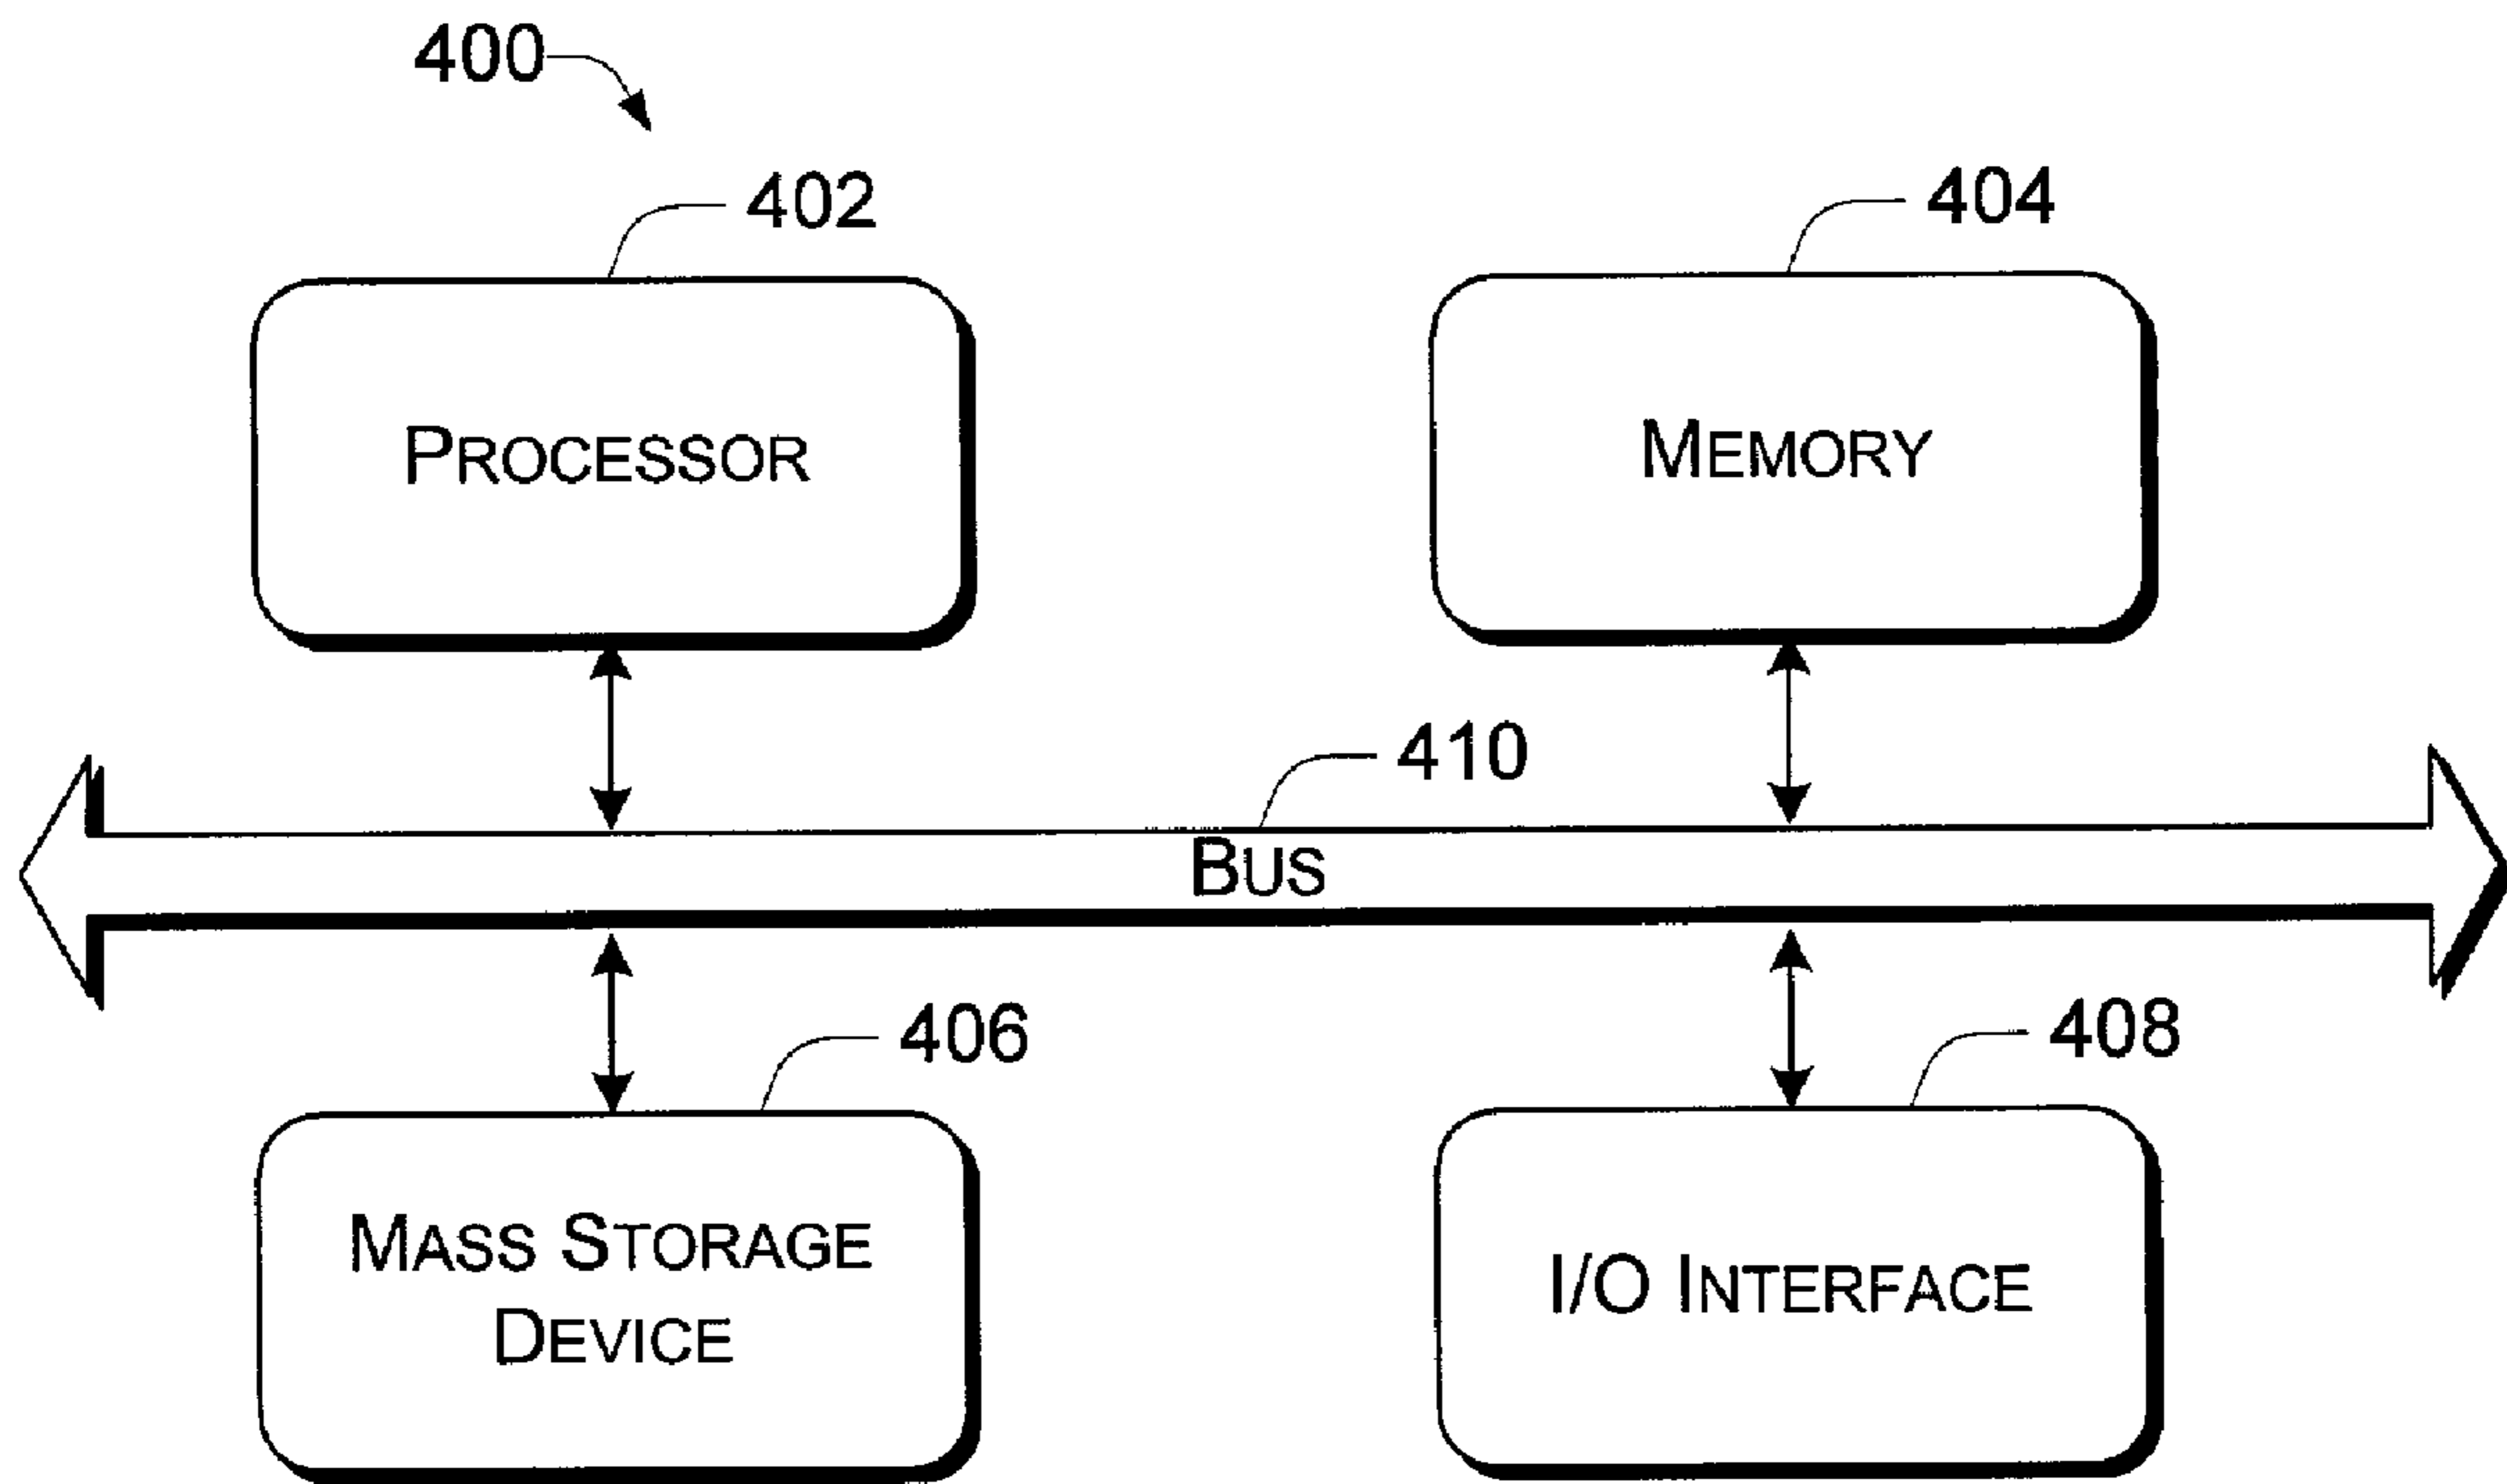 400
402
404
PROCESSOR
MEMORY
410
BUS
406
408
MASS STORAGE
DEVICE
I/O INTERFACE